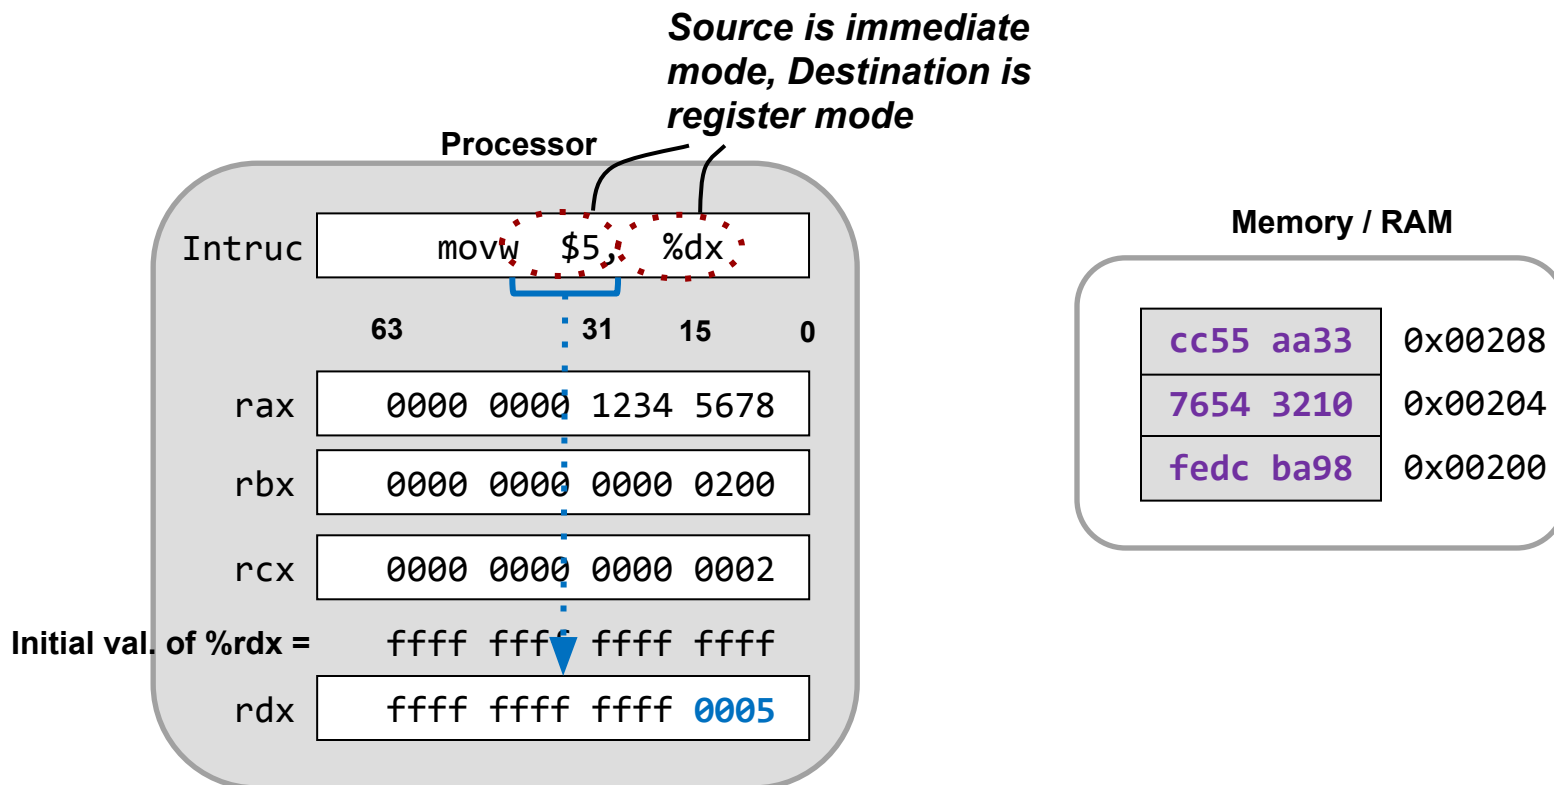 Source is immediate
mode, Destination is
register mode
Processor
Intruc movw $5, %dx
63 31 15 0
rax 0000 0000 1234 5678
rbx 0000 0000 0000 0200
rcx 0000 0000 0000 0002
Initial val. of %rdx = ffff ffff ffff ffff
rdx ffff ffff ffff 0005
Memory / RAM
cc55 aa33 0x00208
7654 3210 0x00204
fedc ba98 0x00200